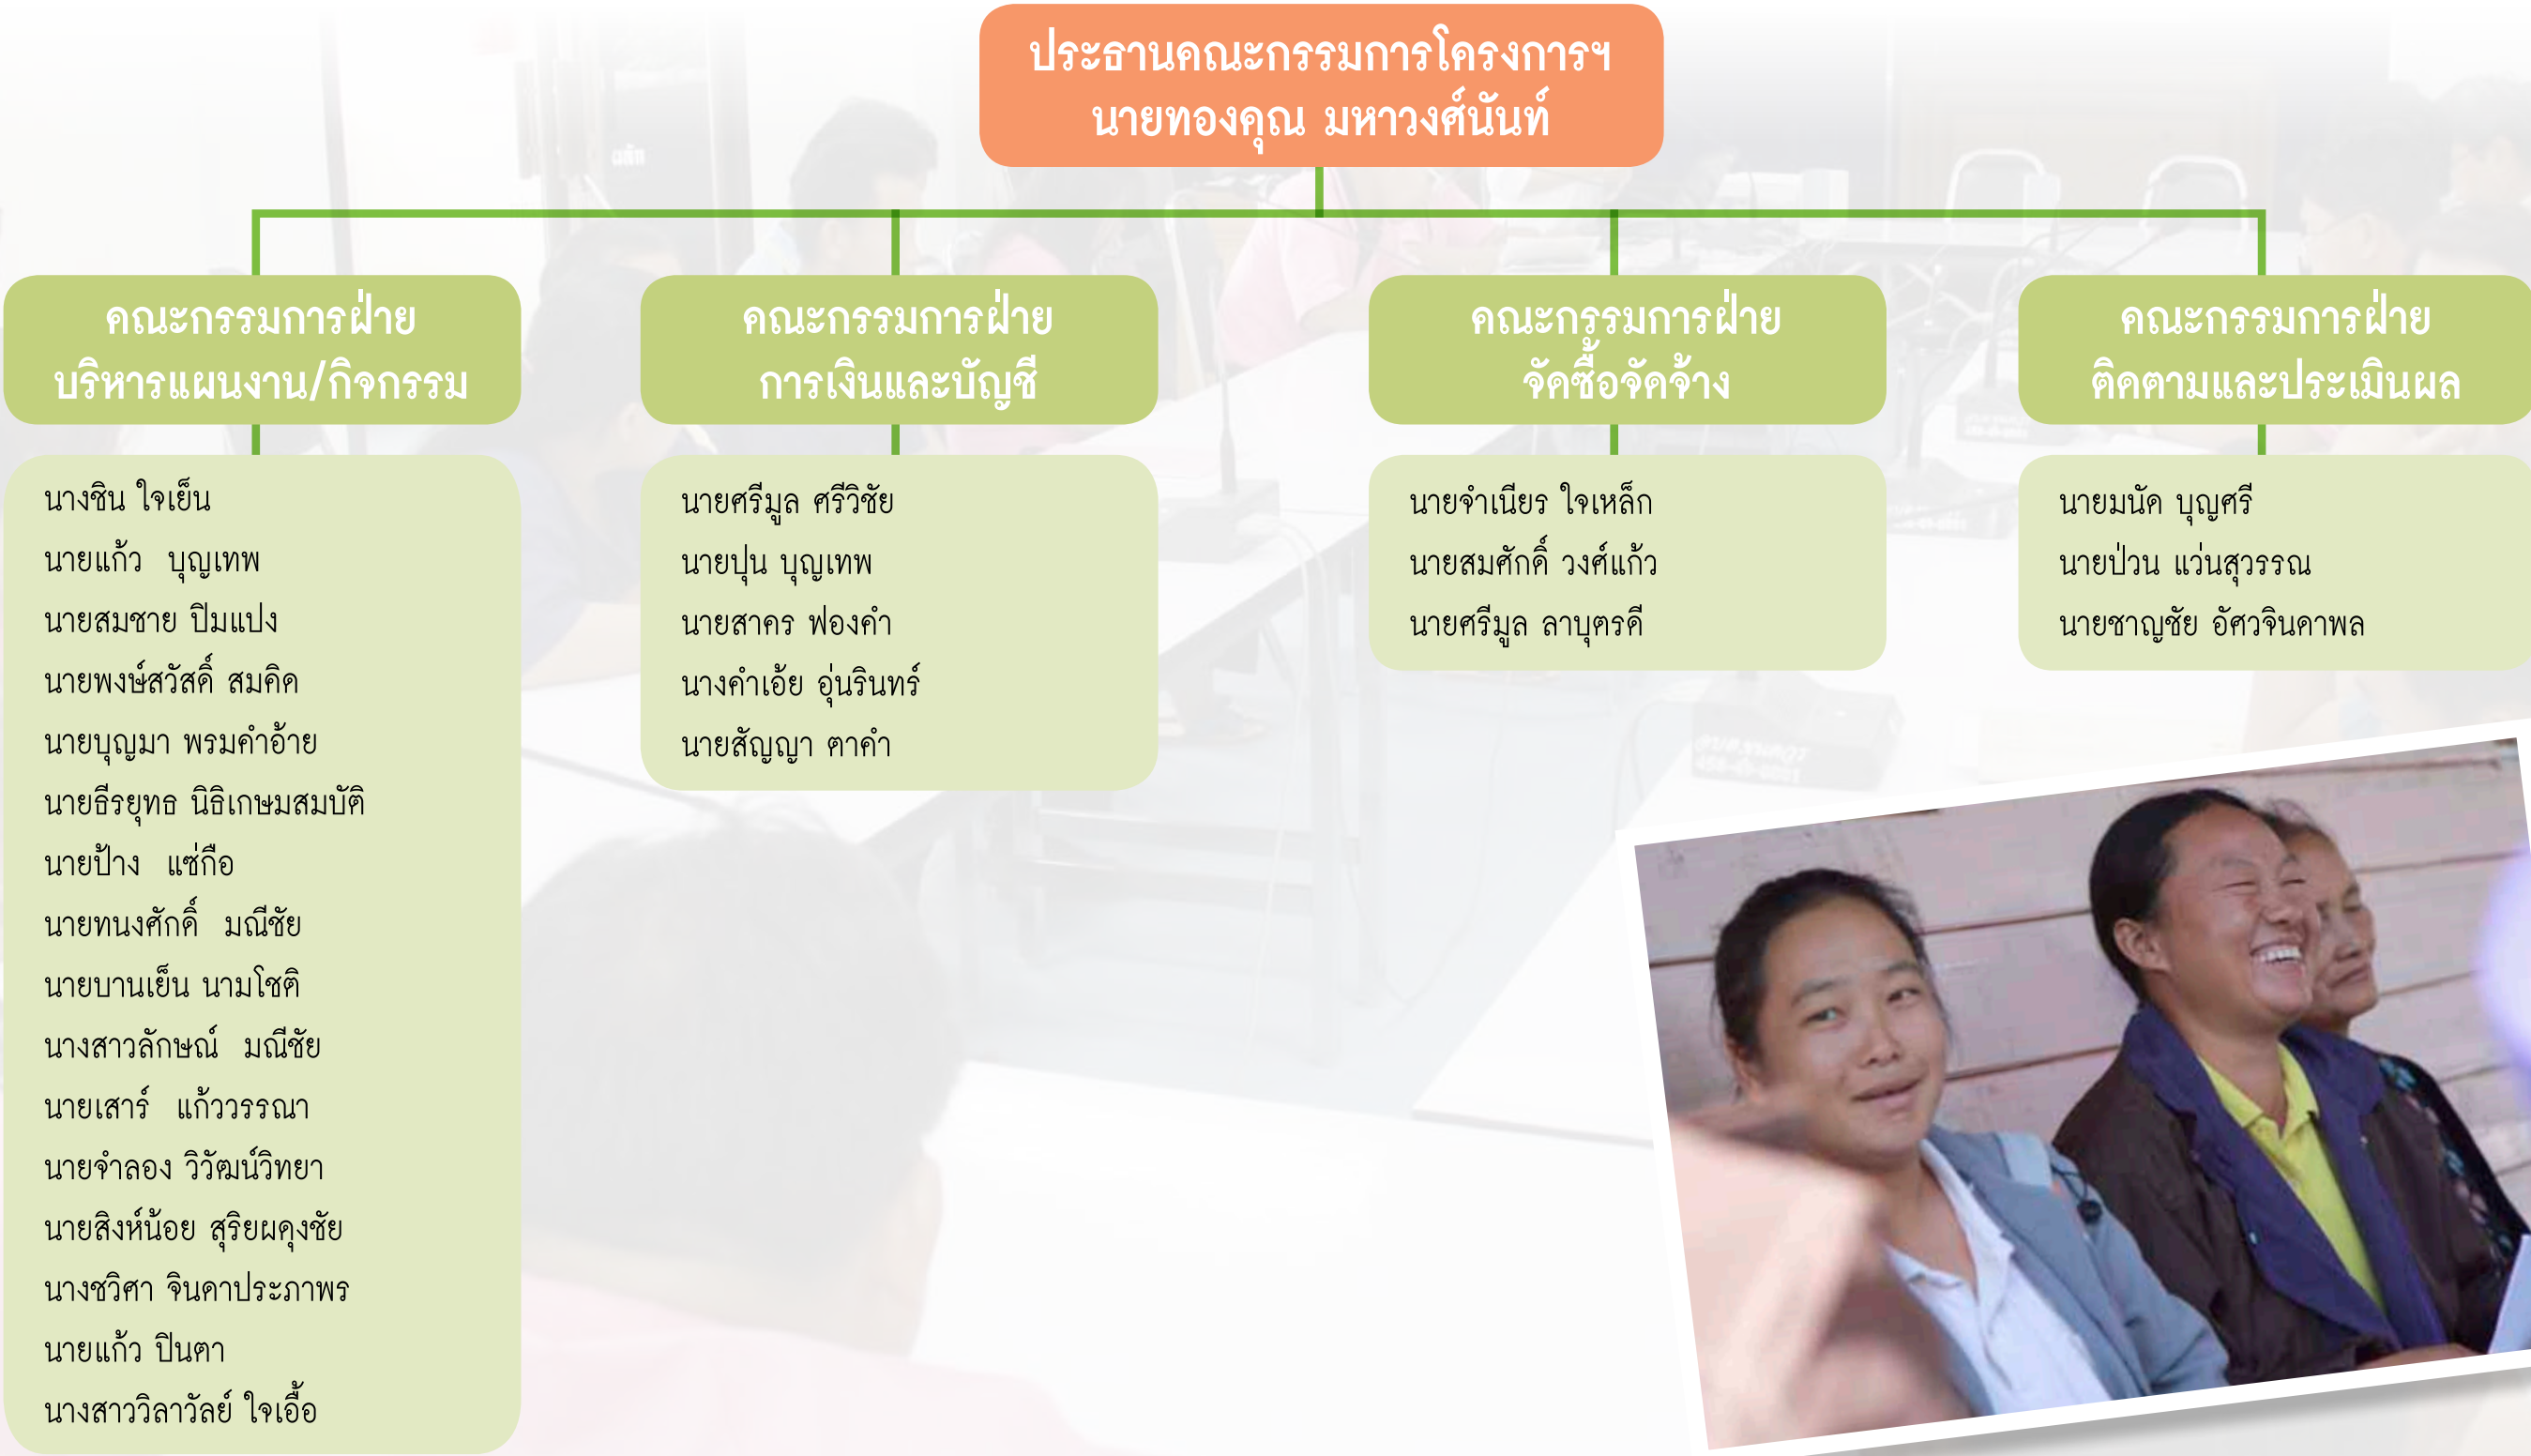 ประธานคณะกรรมการโครงการฯ
นายทองคุณ มหาวงศ์นันท์
คณะกรรมการฝ่าย
บริหารแผนงาน/กิจกรรม
นางชิน ใจเย็น
นายแก้ว บุญเทพ
นายสมชาย ปิมแปง
นายพงษ์สวัสดิ์ สมคิด
นายบุญมา พรมคำอ้าย
นายธีรยุทธ นิธิเกษมสมบัติ
นายป้าง แซ่กือ
นายทนงศักดิ์ มณีชัย
นายบานเย็น นามโชติ
นางสาวลักษณ์ มณีชัย
นายเสาร์ แก้ววรรณา
นายจำลอง วิวัฒน์วิทยา
นายสิงห์น้อย สุริยผดุงชัย
นางชวิศา จินดาประภาพร
นายแก้ว ปินตา
นางสาววิลาวัลย์ ใจเอื้อ
คณะกรรมการฝ่าย
การเงินและบัญชี
นายศรีมูล ศรีวิชัย
นายปุน บุญเทพ
นายสาคร ฟองคำ
นางคำเอ้ย อุ่นรินทร์
นายสัญญา ตาคำ
คณะกรรมการฝ่าย
จัดซื้อจัดจ้าง
นายจำเนียร ใจเหล็ก
นายสมศักดิ์ วงศ์แก้ว
นายศรีมูล ลาบุตรดี
คณะกรรมการฝ่าย
ติดตามและประเมินผล
นายมนัด บุญศรี
นายป่วน แว่นสุวรรณ
นายชาญชัย อัศวจินดาพล